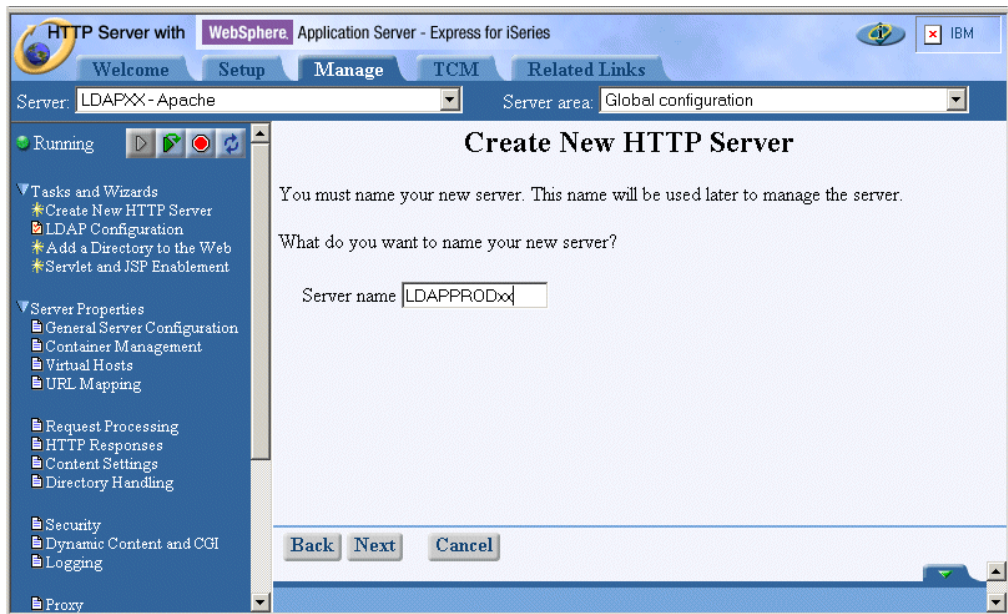 HTTP Server with WebSphere. Application Server - Express for iSeries
IBM
Welcome Setup Manage TCM Related Links
Server: LDAPXX - Apache Server area: Global configuration
Running
Tasks and Wizards
Create New HTTP Server
LDAP Configuration
Add a Directory to the Web
Servlet and JSP Enablement
Server Properties
General Server Configuration
Container Management
Virtual Hosts
URL Mapping
Request Processing
HTTP Responses
Content Settings
Directory Handling
Security
Dynamic Content and CGI
Logging
Proxy
Create New HTTP Server
You must name your new server. This name will be used later to manage the server.
What do you want to name your new server?
Server name LDAPPRODxx
Back Next Cancel